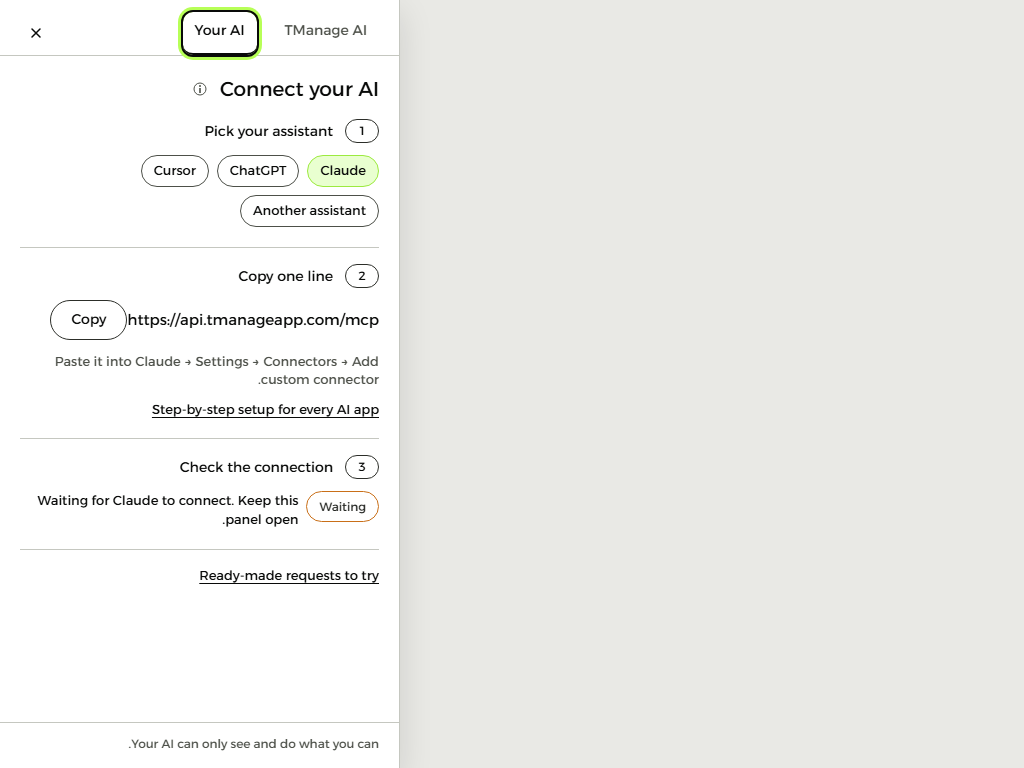 TManage AI
Your AI
×
Connect your AI
1 Pick your assistant
Claude ChatGPT Cursor
Another assistant
2 Copy one line
https://api.tmanageapp.com/mcp Copy
Paste it into Claude → Settings → Connectors → Add
.custom connector
Step-by-step setup for every AI app
3 Check the connection
Waiting
Waiting for Claude to connect. Keep this
.panel open
Ready-made requests to try
.Your AI can only see and do what you can